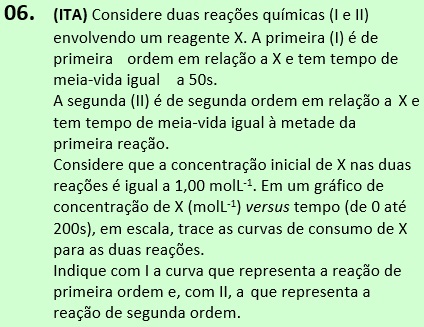 06. (ITA) Considere duas reações químicas (I e II)
envolvendo um reagente X. A primeira (I) é de
primeira ordem em relação a X e tem tempo de
meia-vida igual a 50s.
A segunda (II) é de segunda ordem em relação a X e
tem tempo de meia-vida igual à metade da
primeira reação.
Considere que a concentração inicial de X nas duas
reações é igual a 1,00 molL⁻¹. Em um gráfico de
concentração de X (molL⁻¹) versus tempo (de 0 até
200s), em escala, trace as curvas de consumo de X
para as duas reações.
Indique com I a curva que representa a reação de
primeira ordem e, com II, a que representa a
reação de segunda ordem.